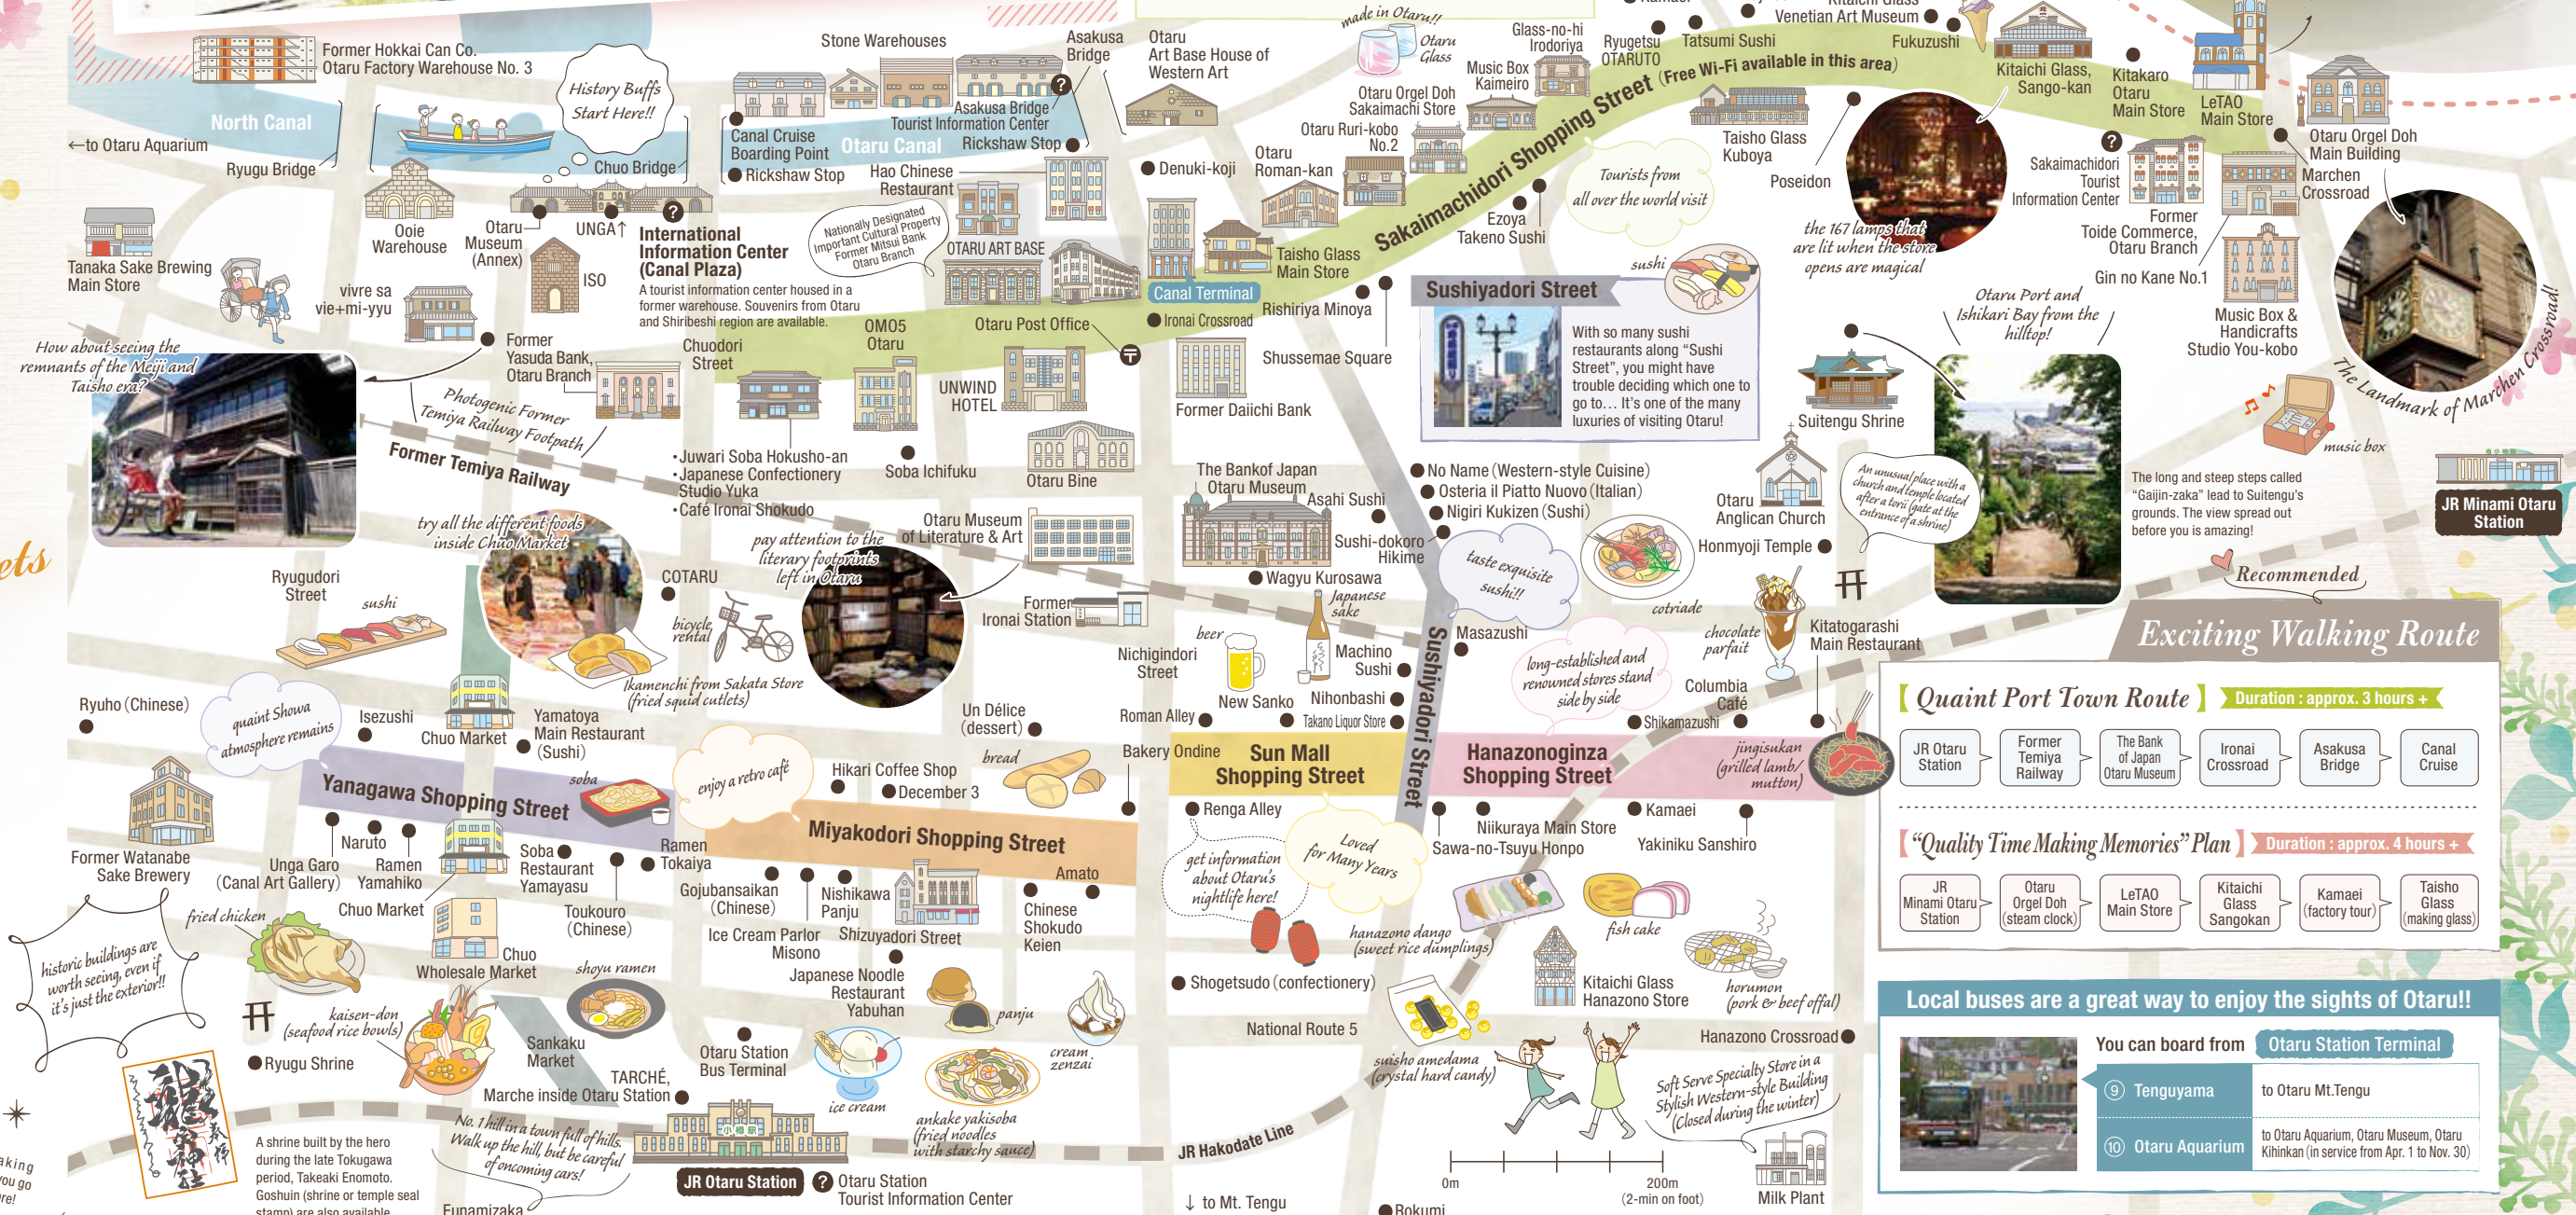 made in Otaru!!
Otaru
Glass
Former Hokkai Can Co.
Otaru Factory Warehouse No. 3
North Canal
←to Otaru Aquarium
Ryugu Bridge
History Buffs
Start Here!!
Chuo Bridge
Stone Warehouses
Asakusa
Bridge
Asakusa Bridge
Tourist Information Center
Canal Cruise
Boarding Point
Otaru Canal
Rickshaw Stop
Rickshaw Stop
Hao Chinese
Restaurant
Otaru
Art Base House of
Western Art
Denuki-koji
Otaru
Roman-kan
Otaru Ruri-kobo
No.2
Otaru Orgel Doh
Sakaimachi Store
Music Box
Kaimeiro
Glass-no-hi
Irodoriya
Ryugetsu
OTARUTO
Tatsumi Sushi
Venetian Art Museum
Fukuzushi
Sakaimachidori Shopping Street (Free Wi-Fi available in this area)
Kitaichi Glass,
Sango-kan
Kitakaro
Otaru
Main Store
LeTAO
Main Store
Otaru Orgel Doh
Main Building
Marchen
Crossroad
Taisho Glass
Kuboya
Poseidon
Tourists from
all over the world visit
Ezoya
Takeno Sushi
the 167 lamps that
are lit when the store
opens are magical
Sakaimachidori
Tourist
Information Center
Former
Toide Commerce,
Otaru Branch
Gin no Kane No.1
Music Box &
Handicrafts
Studio You-kobo
The Landmark of Marchen Crossroad!
music box
Tanaka Sake Brewing
Main Store
Ooie
Warehouse
Otaru
Museum
(Annex)
UNGA↑
ISO
International
Information Center
(Canal Plaza)
A tourist information center housed in a
former warehouse. Souvenirs from Otaru
and Shiribeshi region are available.
Nationally Designated
Important Cultural Property
Former Mitsui Bank
Otaru Branch
OTARU ART BASE
Taisho Glass
Main Store
Canal Terminal
Ironai Crossroad
Rishiriya Minoya
Shussemae Square
vivre sa
vie+mi-yyu
How about seeing the
remnants of the Meiji and
Taisho era?
Former
Yasuda Bank,
Otaru Branch
Chuodori
Street
OMO5
Otaru
Otaru Post Office
UNWIND
HOTEL
Former Daiichi Bank
Photogenic Former
Temiya Railway Footpath
Former Temiya Railway
•Juwari Soba Hokusho-an
•Japanese Confectionery
Studio Yuka
•Café Ironai Shokudo
Soba Ichifuku
Otaru Bine
sushi
Sushiyadori Street
With so many sushi
restaurants along “Sushi
Street”, you might have
trouble deciding which one to
go to… It’s one of the many
luxuries of visiting Otaru!
Otaru Port and
Ishikari Bay from the
hilltop!
Suitengu Shrine
The long and steep steps called
“Gaijin-zaka” lead to Suitengu’s
grounds. The view spread out
before you is amazing!
JR Minami Otaru
Station
The Bankof Japan
Otaru Museum
Asahi Sushi
Sushi-dokoro
Hikime
Wagyu Kurosawa
No Name (Western-style Cuisine)
Osteria il Piatto Nuovo (Italian)
Nigiri Kukizen (Sushi)
taste exquisite
sushi!!
cotriade
Otaru
Anglican Church
Honmyoji Temple
An unusual place with a
church and temple located
after a torii (gate at the
entrance of a shrine)
try all the different foods
inside Chuo Market
pay attention to the
literary footprints
left in Otaru
Otaru Museum
of Literature & Art
Former
Ironai Station
Ryugudori
Street
sushi
COTARU
bicycle
rental
Ikamenchi from Sakata Store
(fried squid cutlets)
Nichigindori
Street
beer
New Sanko
Japanese
sake
Machino
Sushi
Nihonbashi
Takano Liquor Store
Roman Alley
Masazushi
Sushiyadori Street
long-established and
renowned stores stand
side by side
chocolate
parfait
Kitatogarashi
Main Restaurant
Columbia
Café
Shikamazushi
Ryuho (Chinese)
quaint Showa
atmosphere remains
Isezushi
Chuo Market
Yamatoya
Main Restaurant
(Sushi)
Un Délice
(dessert)
bread
Bakery Ondine
Sun Mall
Shopping Street
Hanazonoginza
Shopping Street
jingisukan
(grilled lamb/
mutton)
Yanagawa Shopping Street
soba
enjoy a retro café
Hikari Coffee Shop
December 3
Miyakodori Shopping Street
Former Watanabe
Sake Brewery
Naruto
Unga Garo
(Canal Art Gallery)
Ramen
Yamahiko
Chuo Market
Soba
Restaurant
Yamayasu
Toukouro
(Chinese)
Ramen
Tokaiya
Gojubansaikan
(Chinese)
Nishikawa
Panju
Ice Cream Parlor
Misono
Shizuyadori Street
Amato
Chinese
Shokudo
Keien
Japanese Noodle
Restaurant
Yabuhan
Renga Alley
get information
about Otaru’s
nightlife here!
Loved
for Many Years
Sawa-no-Tsuyu Honpo
Niikuraya Main Store
Kamaei
Yakiniku Sanshiro
hanazono dango
(sweet rice dumplings)
fish cake
Kitaichi Glass
Hanazono Store
horumon
(pork & beef offal)
Shogetsudo (confectionery)
National Route 5
Hanazono Crossroad
suisho amedama
(crystal hard candy)
Soft Serve Specialty Store in a
Stylish Western-style Building
(Closed during the winter)
Milk Plant
fried chicken
historic buildings are
worth seeing, even if
it’s just the exterior!!
Chuo
Wholesale Market
kaisen-don
(seafood rice bowls)
shoyu ramen
Sankaku
Market
Ryugu Shrine
Otaru Station
Bus Terminal
TARCHÉ,
Marche inside Otaru Station
panju
cream
zenzai
ice cream
ankake yakisoba
(fried noodles
with starchy sauce)
A shrine built by the hero
during the late Tokugawa
period, Takeaki Enomoto.
Goshuin (shrine or temple seal
stamp) are also available
No. 1 hill in a town full of hills.
Walk up the hill, but be careful
of oncoming cars!
Funamizaka
小樽駅
JR Otaru Station
Otaru Station
Tourist Information Center
JR Hakodate Line
↓ to Mt. Tengu
0m
200m
(2-min on foot)
Rokumi
Recommended
Exciting Walking Route
Quaint Port Town Route
Duration : approx. 3 hours +
JR Otaru
Station
Former
Temiya
Railway
The Bank
of Japan
Otaru Museum
Ironai
Crossroad
Asakusa
Bridge
Canal
Cruise
“Quality Time Making Memories” Plan
Duration : approx. 4 hours +
JR
Minami Otaru
Station
Otaru
Orgel Doh
(steam clock)
LeTAO
Main Store
Kitaichi
Glass
Sangokan
Kamaei
(factory tour)
Taisho
Glass
(making glass)
Local buses are a great way to enjoy the sights of Otaru!!
You can board from Otaru Station Terminal
⑨ Tenguyama
to Otaru Mt.Tengu
⑩ Otaru Aquarium
to Otaru Aquarium, Otaru Museum, Otaru
Kihinkan (in service from Apr. 1 to Nov. 30)